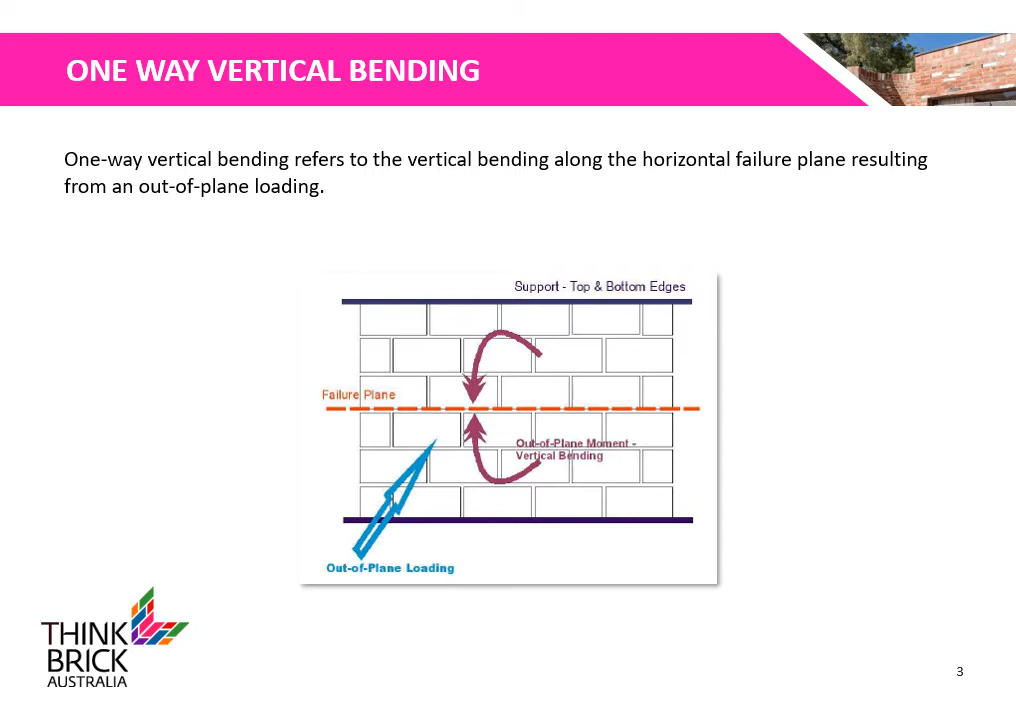 ONE WAY VERTICAL BENDING
One-way vertical bending refers to the vertical bending along the horizontal failure plane resulting
from an out-of-plane loading.
Support - Top & Bottom Edges
Failure Plane
Out-of-Plane Moment -
Vertical Bending
Out-of-Plane Loading
THINK
BRICK
AUSTRALIA
3